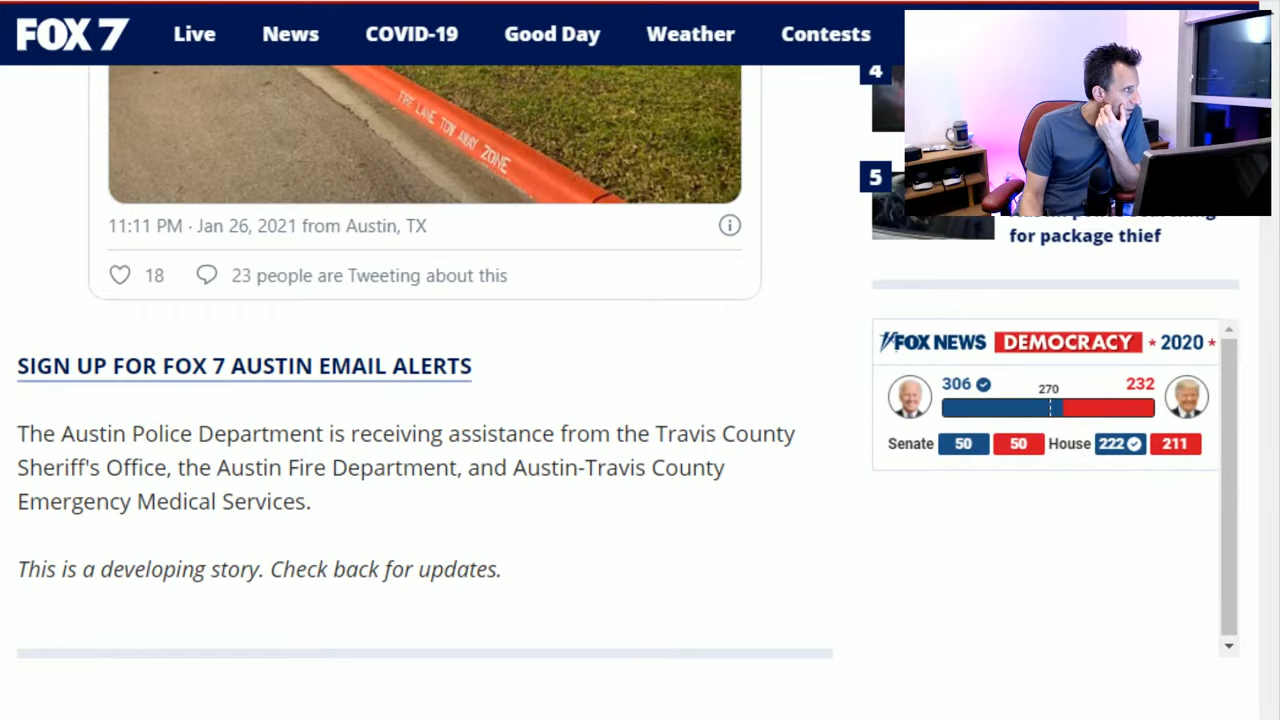 FOX 7
Live
News
COVID-19
Good Day
Weather
Contests
FIRE LANE TOW AWAY ZONE
11:11 PM · Jan 26, 2021 from Austin, TX
18
23 people are Tweeting about this
SIGN UP FOR FOX 7 AUSTIN EMAIL ALERTS
The Austin Police Department is receiving assistance from the Travis County
Sheriff's Office, the Austin Fire Department, and Austin-Travis County
Emergency Medical Services.
This is a developing story. Check back for updates.
4
5
for package thief
FOX NEWS DEMOCRACY 2020
306 270 232
Senate 50 50 House 222 211